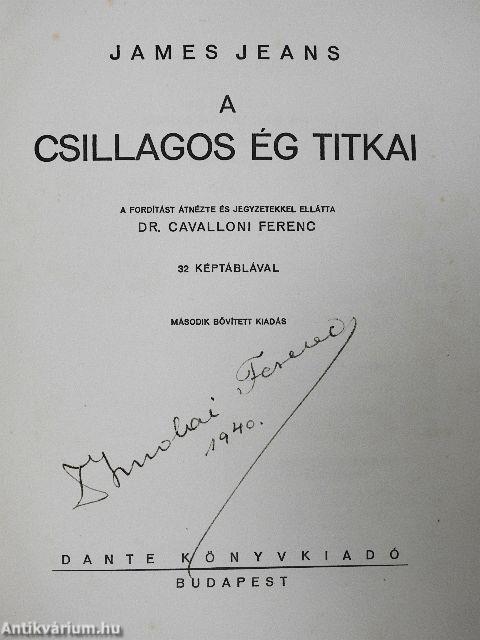 JAMES JEANS
A
CSILLAGOS ÉG TITKAI
A FORDÍTÁST ÁTNÉZTE ÉS JEGYZETEKKEL ELLÁTTA
DR. CAVALLONI FERENC
32 KÉPTÁBLÁVAL
MÁSODIK BŐVÍTETT KIADÁS
Ferenc
1940.
DANTE KÖNYVKIADÓ
BUDAPEST
Antikvárium.hu